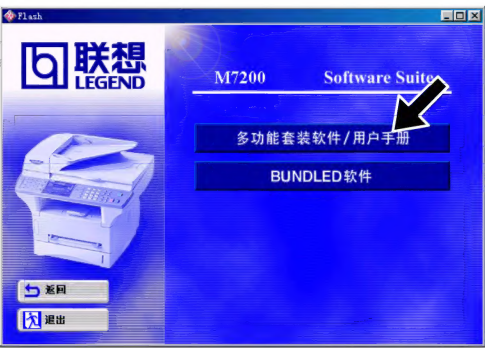 Flash
联想
LEGEND
M7200 Software Suite
多功能套装软件/用户手册
BUNDLED软件
返回
退出